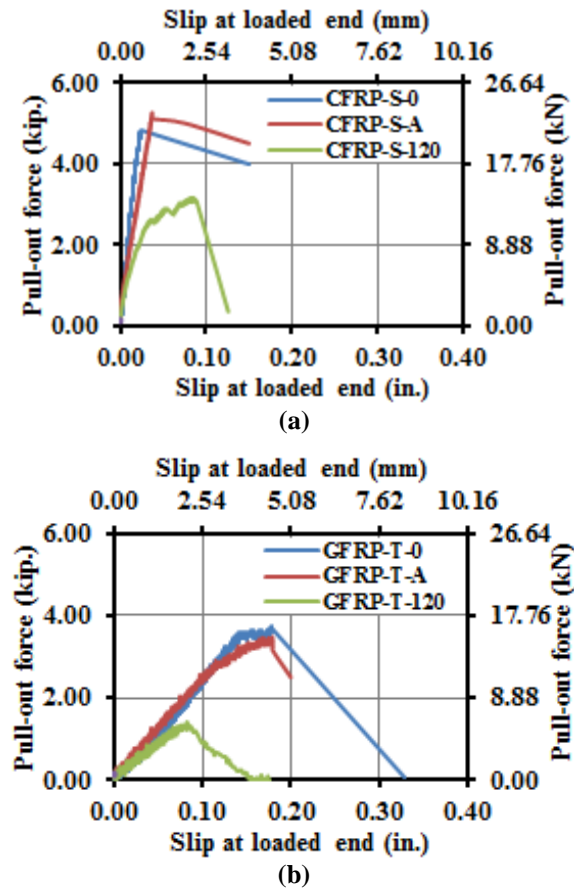 Slip at loaded end (mm)
0.00 2.54 5.08 7.62 10.16
6.00 26.64
CFRP-S-0
CFRP-S-A
CFRP-S-120
4.00 17.76
2.00 8.88
0.00 0.00
Pull-out force (kip.)
Pull-out force (kN)
0.00 0.10 0.20 0.30 0.40
Slip at loaded end (in.)
(a)
Slip at loaded end (mm)
0.00 2.54 5.08 7.62 10.16
6.00 26.64
GFRP-T-0
GFRP-T-A
GFRP-T-120
4.00 17.76
2.00 8.88
0.00 0.00
Pull-out force (kip.)
Pull-out force (kN)
0.00 0.10 0.20 0.30 0.40
Slip at loaded end (in.)
(b)